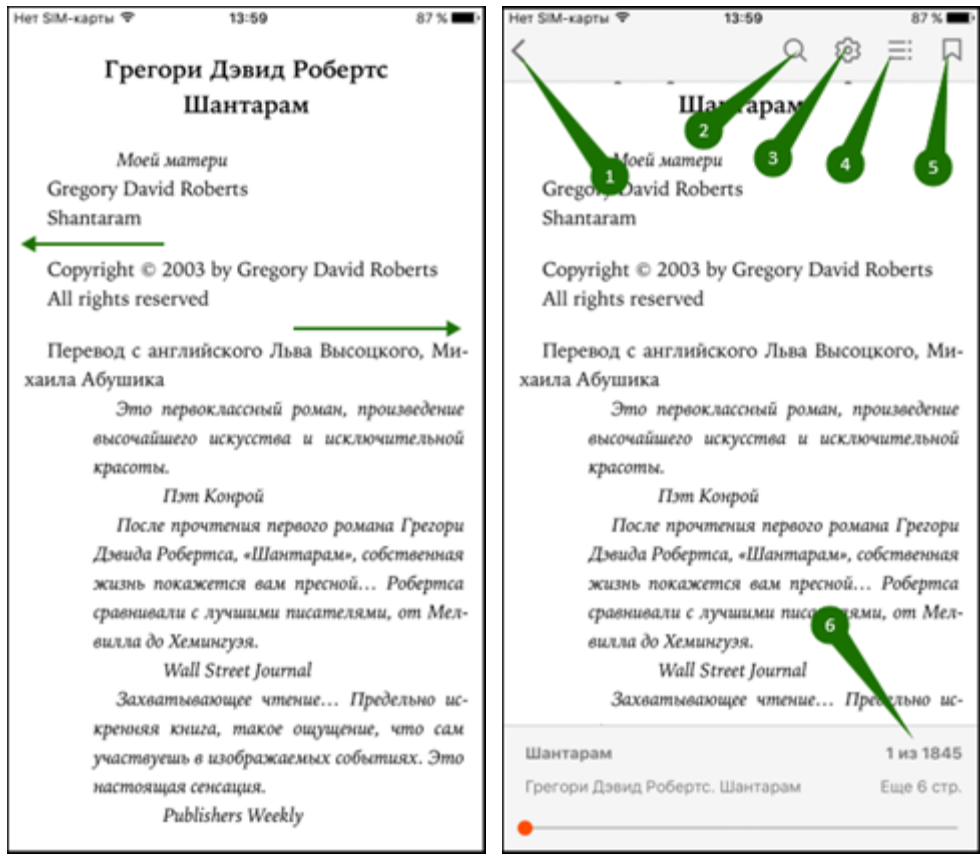 Нет SIM-карты 13:59 87 %
Грегори Дэвид Робертс
Шантарам
Моей матери
Gregory David Roberts
Shantaram
Copyright © 2003 by Gregory David Roberts
All rights reserved
Перевод с английского Льва Высоцкого, Ми-
хаила Абушика
Это первоклассный роман, произведение
высочайшего искусства и исключительной
красоты.
Пэт Конрой
После прочтения первого романа Грегори
Дэвида Робертса, «Шантарам», собственная
жизнь покажется вам пресной... Робертса
сравнивали с лучшими писателями, от Мел-
вилла до Хемингуэя.
Wall Street Journal
Захватывающее чтение... Предельно ис-
кренняя книга, такое ощущение, что сам
участвуешь в изображаемых событиях. Это
настоящая сенсация.
Publishers Weekly
Нет SIM-карты 13:59 87 %
Шантарам
2
3
4
5
1
Моей матери
Gregory David Roberts
Shantaram
Copyright © 2003 by Gregory David Roberts
All rights reserved
Перевод с английского Льва Высоцкого, Ми-
хаила Абушика
Это первоклассный роман, произведение
высочайшего искусства и исключительной
красоты.
Пэт Конрой
После прочтения первого романа Грегори
Дэвида Робертса, «Шантарам», собственная
жизнь покажется вам пресной... Робертса
сравнивали с лучшими писателями, от Мел-
6
вилла до Хемингуэя.
Wall Street Journal
Захватывающее чтение... Предельно ис-
Шантарам 1 из 1845
Грегори Дэвид Робертс. Шантарам Еще 6 стр.